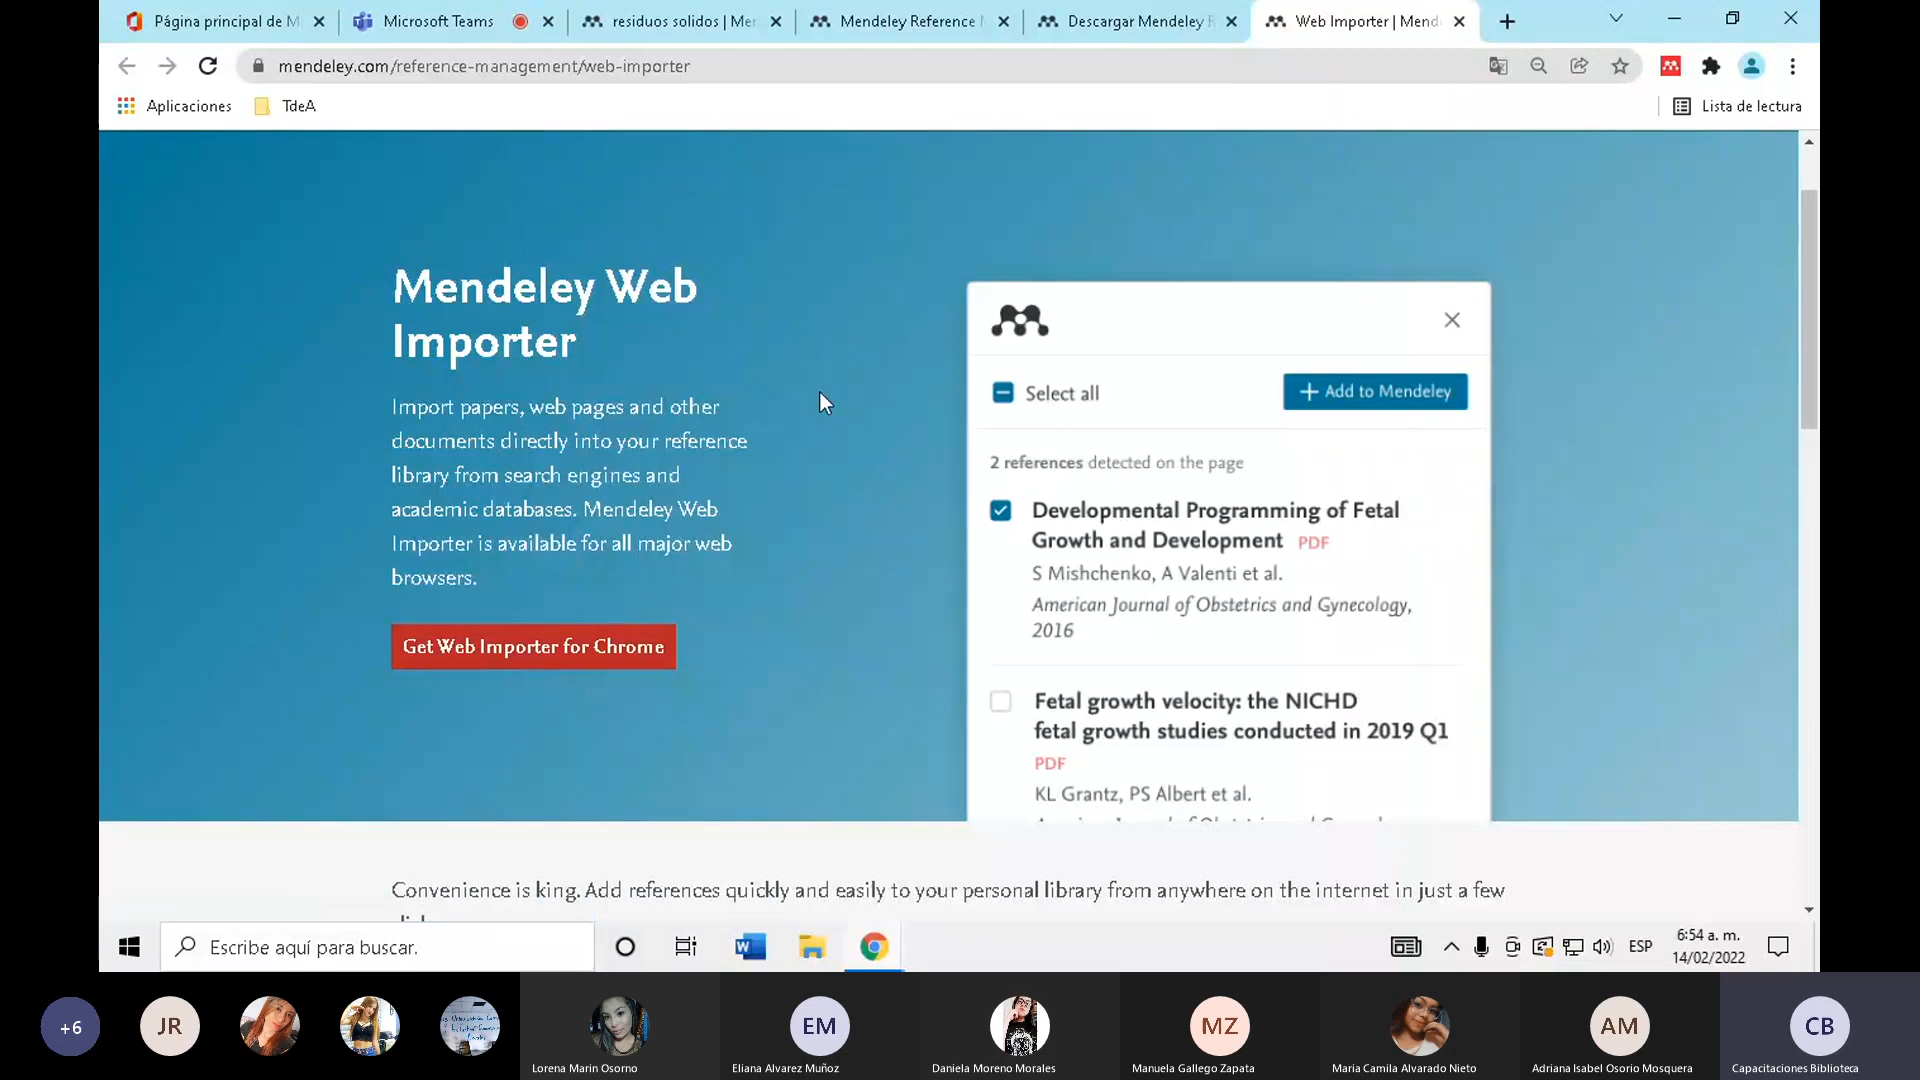 Página principal de M
Microsoft Teams
residuos solidos | Mer
Mendeley Reference M
Descargar Mendeley R
Web Importer | Mende
mendeley.com/reference-management/web-importer
Aplicaciones
TdeA
Lista de lectura
Mendeley Web
Importer
Import papers, web pages and other
documents directly into your reference
library from search engines and
academic databases. Mendeley Web
Importer is available for all major web
browsers.
Get Web Importer for Chrome
Select all
+ Add to Mendeley
2 references detected on the page
Developmental Programming of Fetal
Growth and Development PDF
S Mishchenko, A Valenti et al.
American Journal of Obstetrics and Gynecology,
2016
Fetal growth velocity: the NICHD
fetal growth studies conducted in 2019 Q1
PDF
KL Grantz, PS Albert et al.
Convenience is king. Add references quickly and easily to your personal library from anywhere on the internet in just a few
Escribe aquí para buscar.
ESP
6:54 a. m.
14/02/2022
+6
JR
EM
MZ
AM
CB
Lorena Marin Osorno
Eliana Alvarez Muñoz
Daniela Moreno Morales
Manuela Gallego Zapata
Maria Camila Alvarado Nieto
Adriana Isabel Osorio Mosquera
Capacitaciones Biblioteca